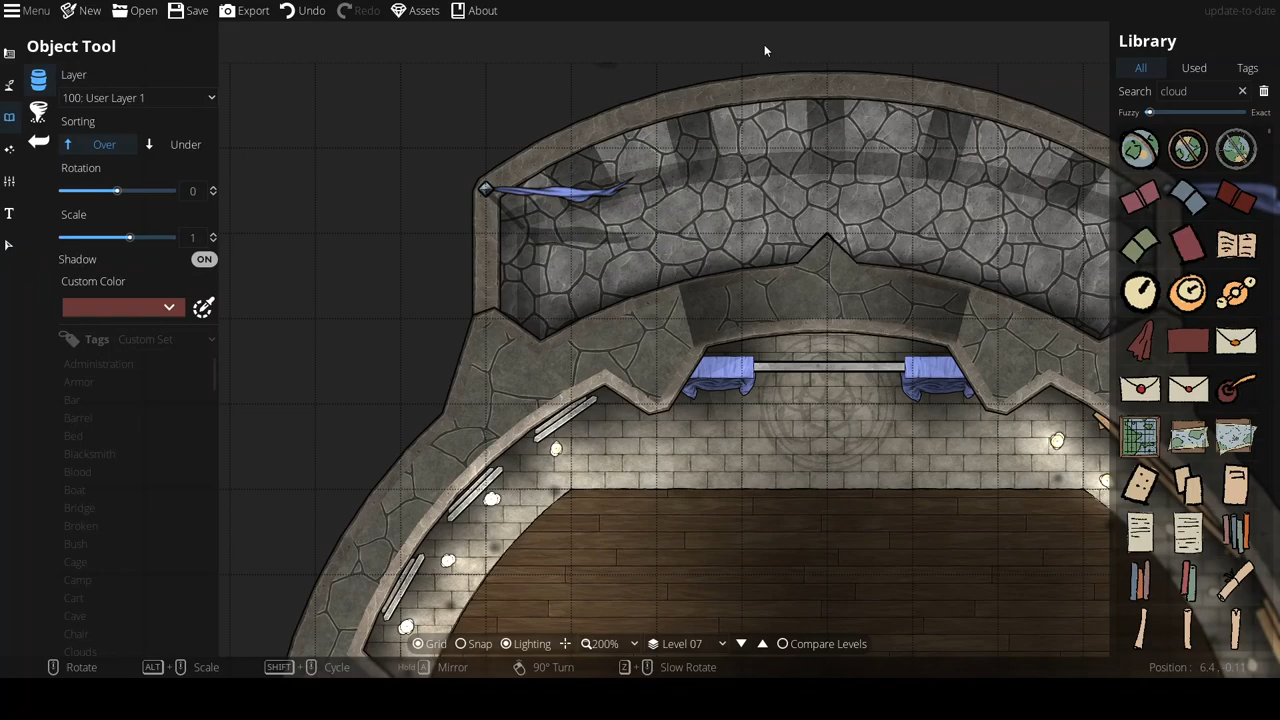 Menu New Open Save Export Undo Redo Assets About update-to-date
Object Tool
Layer
100: User Layer 1
Sorting
Over Under
Rotation
0
Scale
1
Shadow ON
Custom Color
Tags Custom Set
Administration
Armor
Bar
Barrel
Bed
Blacksmith
Blood
Boat
Bridge
Broken
Bush
Cage
Camp
Cart
Cave
Chair
Clouds
Library
All Used Tags
Search cloud
Fuzzy Exact
Grid Snap Lighting 200% Level 07 Compare Levels
Rotate ALT + Scale SHIFT + Cycle Hold A Mirror 90° Turn Z + Slow Rotate Position : 6.4, -0.11